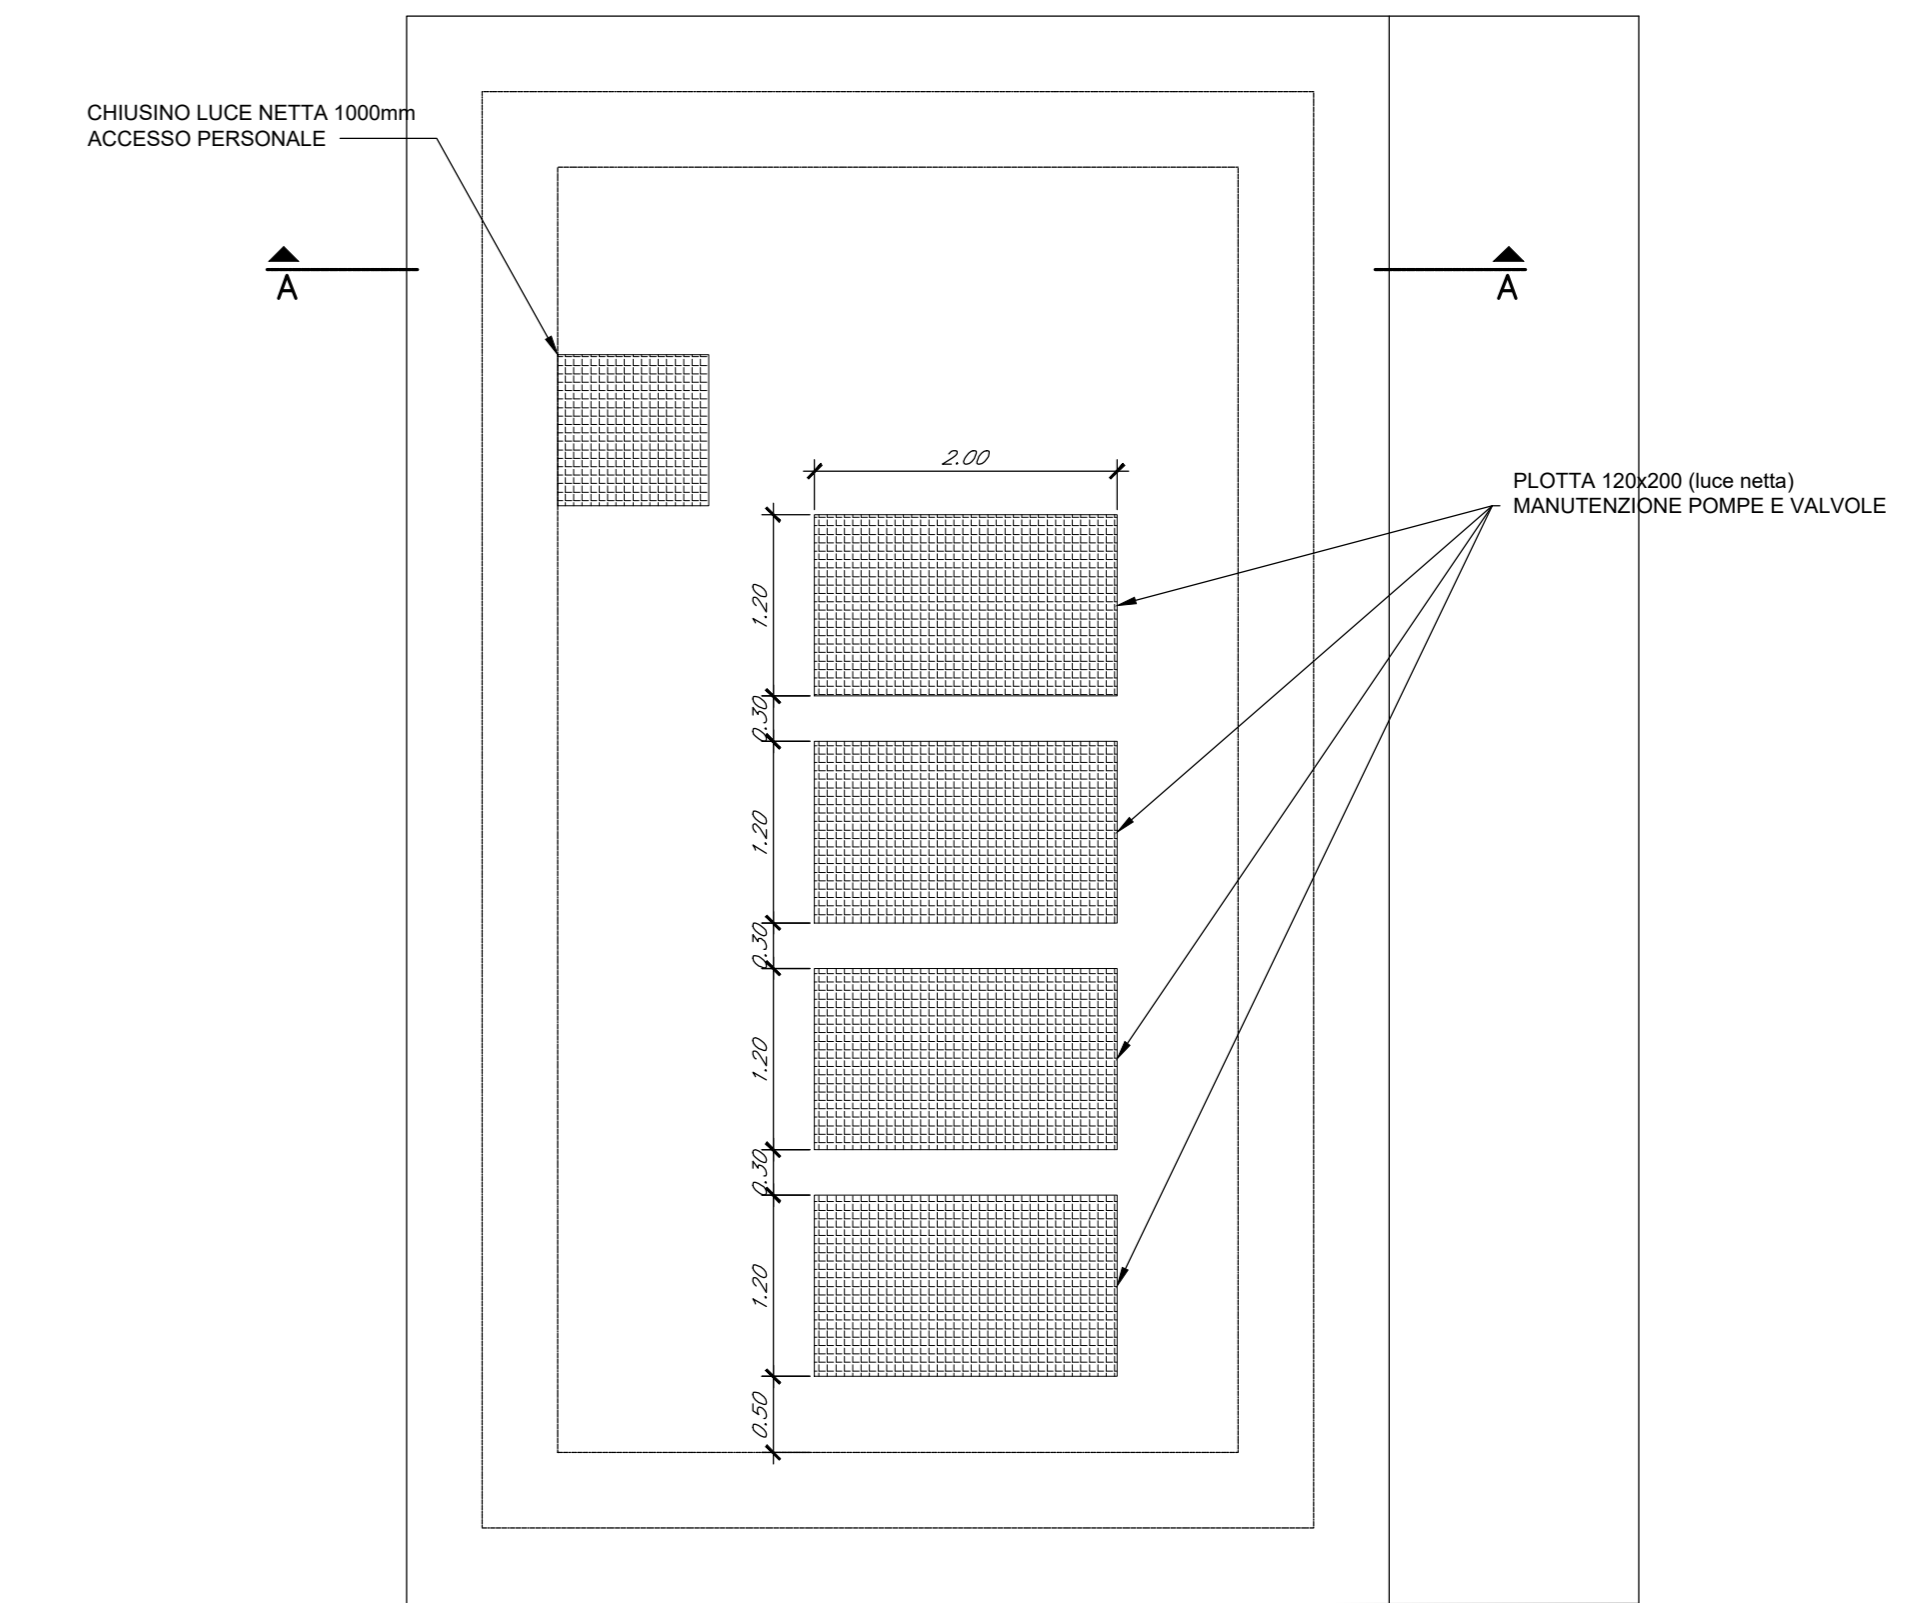 CHIUSINO LUCE NETTA 1000mm
ACCESSO PERSONALE
A
A
2.00
PLOTTA 120x200 (luce netta)
MANUTENZIONE POMPE E VALVOLE
1.20
0.30
1.20
0.30
1.20
0.30
1.20
0.50